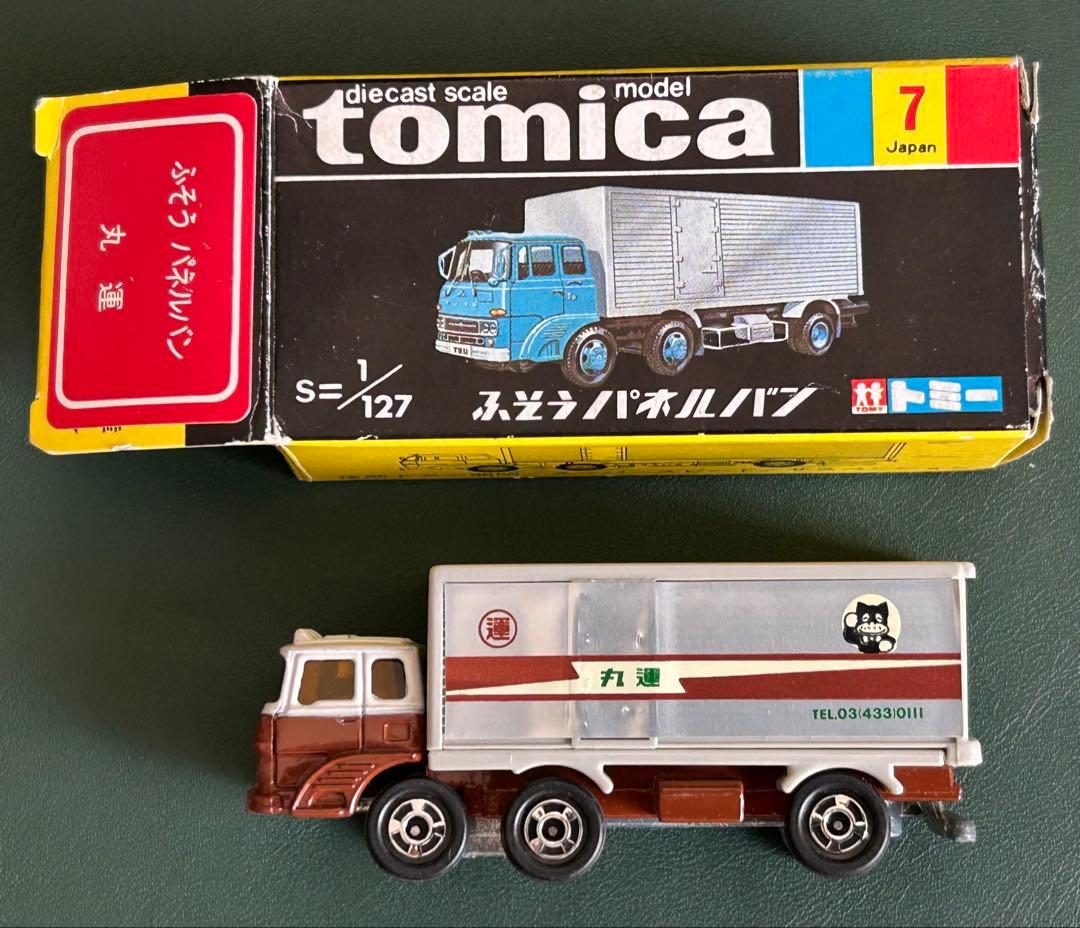 diecast scale model
tomica
7
Japan
ふそう パネルバン
丸運
S=1/127
ふそうパネルバン
TOMY
トミー
運
丸運
TEL.03(433)0111